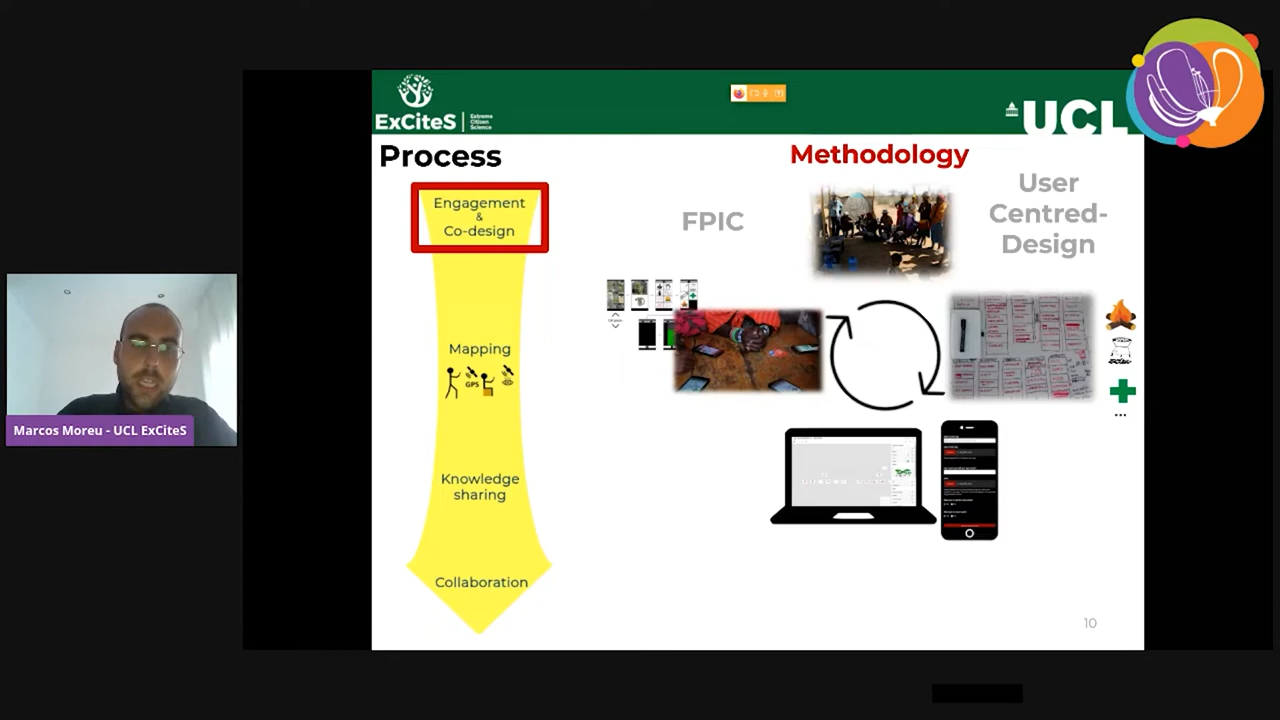 ExCiteS
Extreme
Citizen
Science
UCL
Process
Methodology
Engagement
&
Co-design
FPIC
User
Centred-
Design
Mapping
GPS
Knowledge
sharing
Collaboration
...
10
Marcos Moreu - UCL ExCiteS